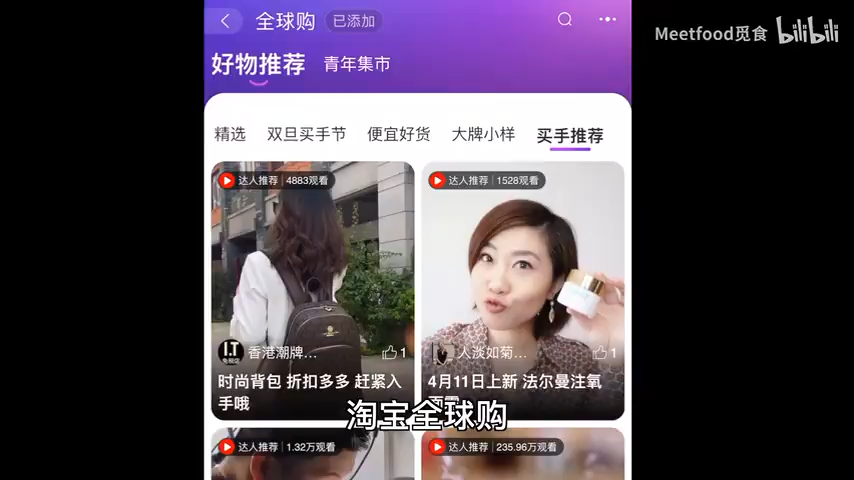 全球购 已添加
Meetfood觅食 bilibili
好物推荐 青年集市
精选 双旦买手节 便宜好货 大牌小样 买手推荐
达人推荐 4883观看
达人推荐 1528观看
I.T
香港潮牌... 1
人淡如菊... 1
时尚背包 折扣多多 赶紧入
手哦
4月11日上新 法尔曼注氧
淘宝全球购
达人推荐 1.32万观看
达人推荐 235.96万观看